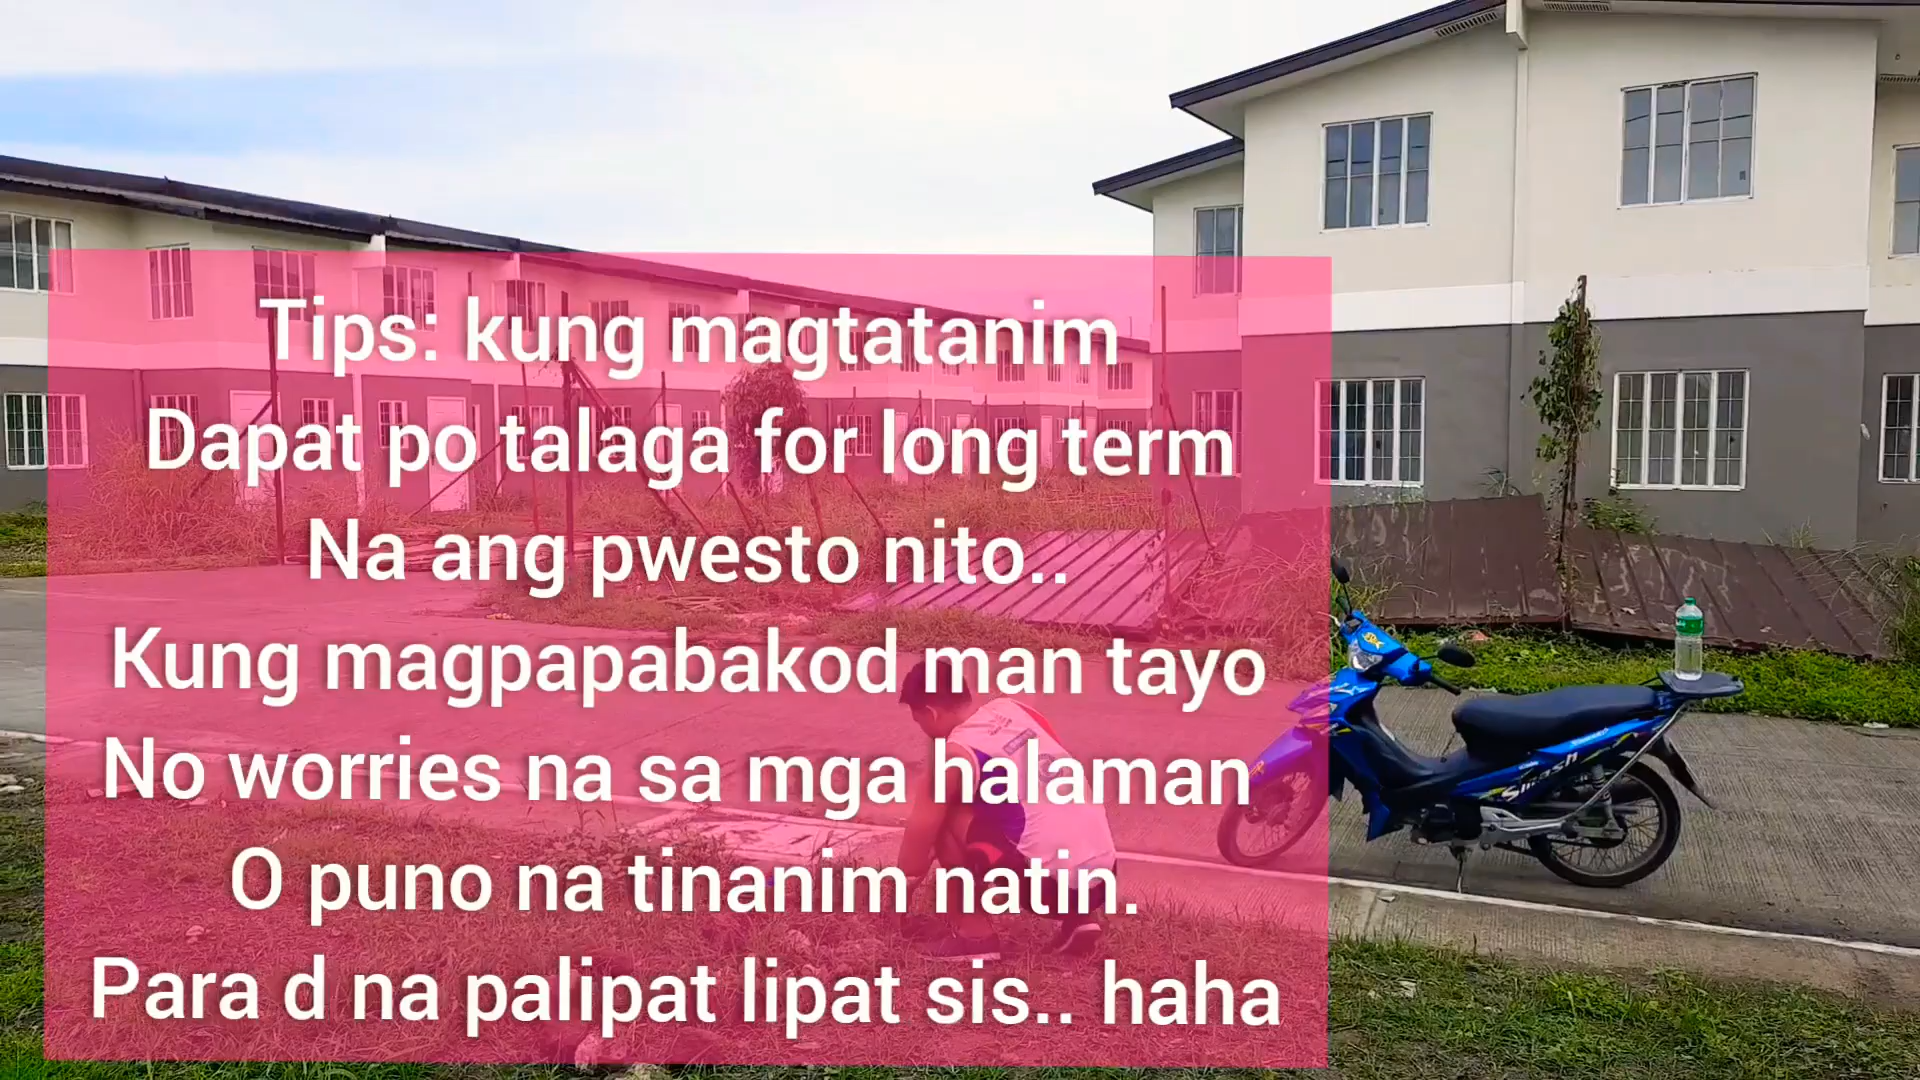 Tips: kung magtatanim
Dapat po talaga for long term
Na ang pwesto nito..
Kung magpapabakod man tayo
No worries na sa mga halaman
O puno na tinanim natin.
Para d na palipat lipat sis.. haha
Smash